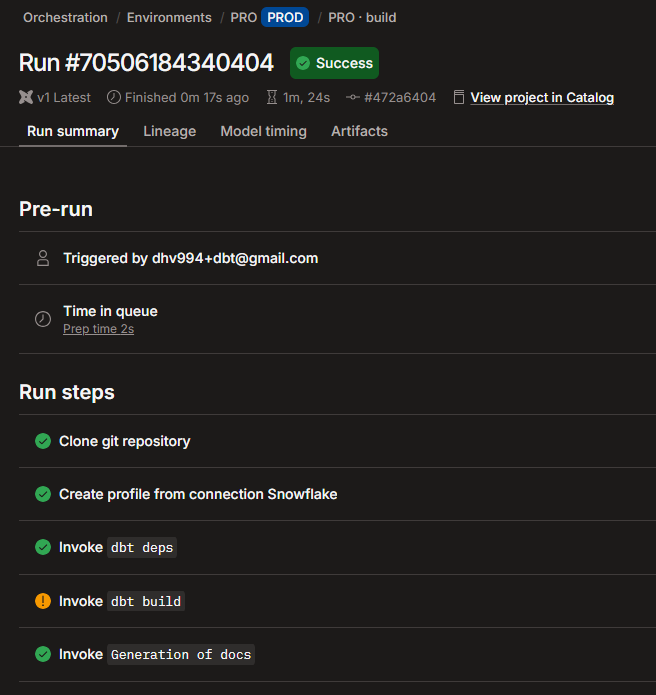 Orchestration / Environments / PRO PROD / PRO · build
Run #70506184340404 Success
v1 Latest Finished 0m 17s ago 1m, 24s #472a6404 View project in Catalog
Run summary Lineage Model timing Artifacts
Pre-run
Triggered by dhv994+dbt@gmail.com
Time in queue
Prep time 2s
Run steps
Clone git repository
Create profile from connection Snowflake
Invoke dbt deps
Invoke dbt build
Invoke Generation of docs